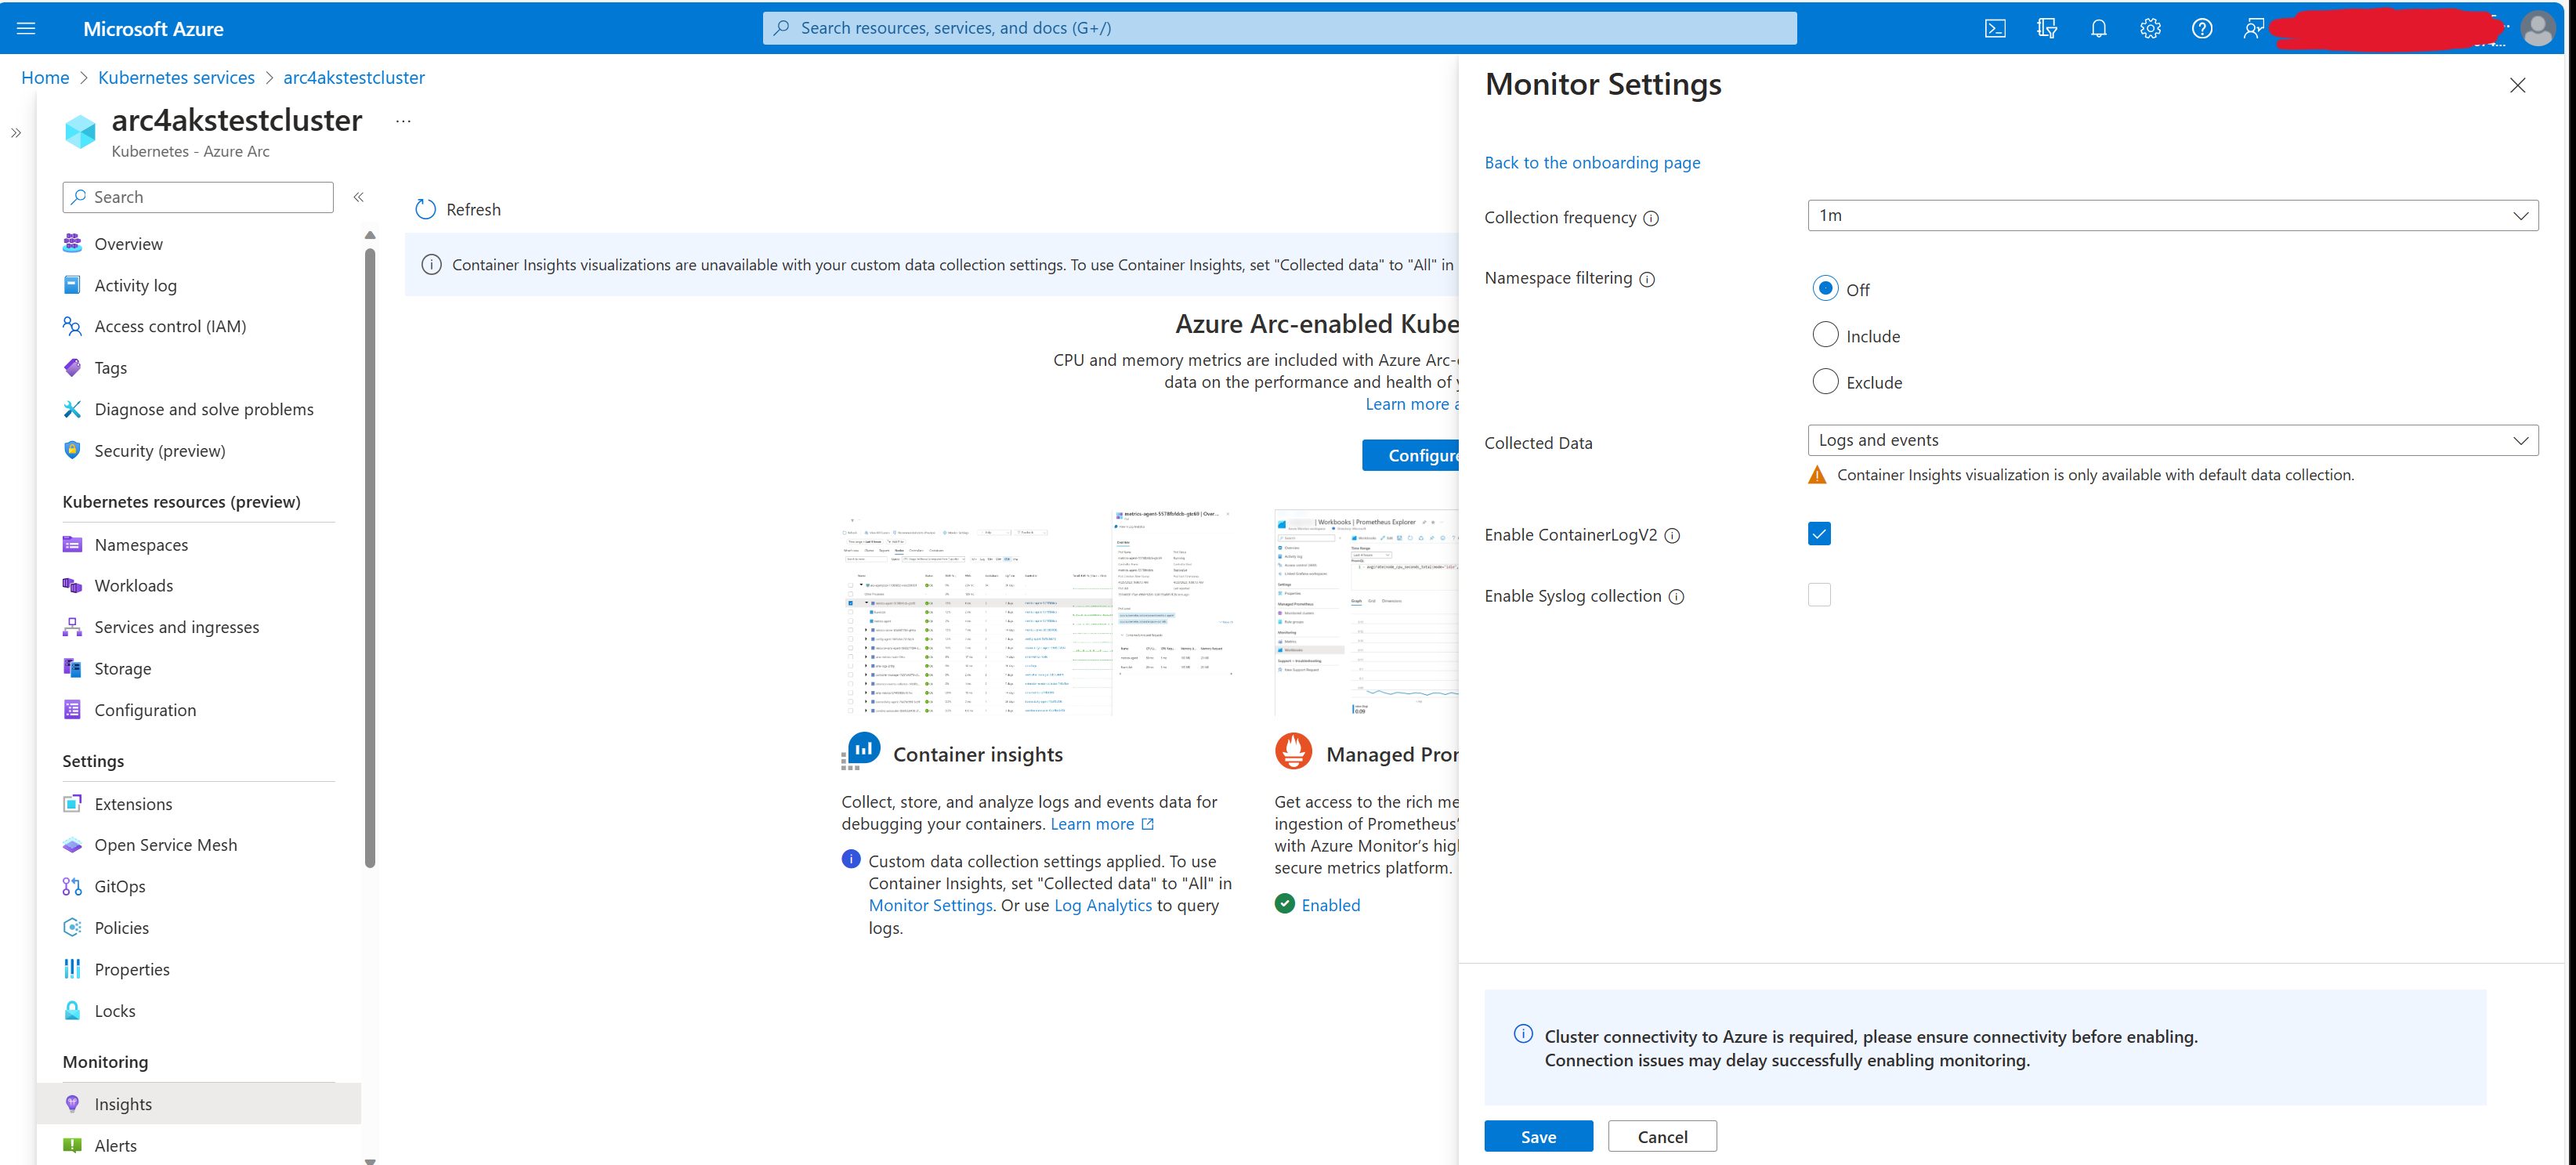 Microsoft Azure
Search resources, services, and docs (G+/)
Home > Kubernetes services > arc4akstestcluster
arc4akstestcluster ...
Kubernetes - Azure Arc
Search
Overview
Activity log
Access control (IAM)
Tags
Diagnose and solve problems
Security (preview)
Kubernetes resources (preview)
Namespaces
Workloads
Services and ingresses
Storage
Configuration
Settings
Extensions
Open Service Mesh
GitOps
Policies
Properties
Locks
Monitoring
Insights
Alerts
Refresh
Container Insights visualizations are unavailable with your custom data collection settings. To use Container Insights, set "Collected data" to "All" in
Azure Arc-enabled Kube
CPU and memory metrics are included with Azure Arc-
data on the performance and health of
Learn more
Configure
Workbooks | Prometheus Explorer
Container insights
Collect, store, and analyze logs and events data for
debugging your containers. Learn more
Custom data collection settings applied. To use
Container Insights, set "Collected data" to "All" in
Monitor Settings. Or use Log Analytics to query
logs.
Managed Pro
Get access to the rich me
ingestion of Prometheus'
with Azure Monitor's hig
secure metrics platform.
Enabled
Monitor Settings
Back to the onboarding page
Collection frequency
1m
Namespace filtering
Off
Include
Exclude
Collected Data
Logs and events
Container Insights visualization is only available with default data collection.
Enable ContainerLogV2
Enable Syslog collection
Cluster connectivity to Azure is required, please ensure connectivity before enabling.
Connection issues may delay successfully enabling monitoring.
Save
Cancel